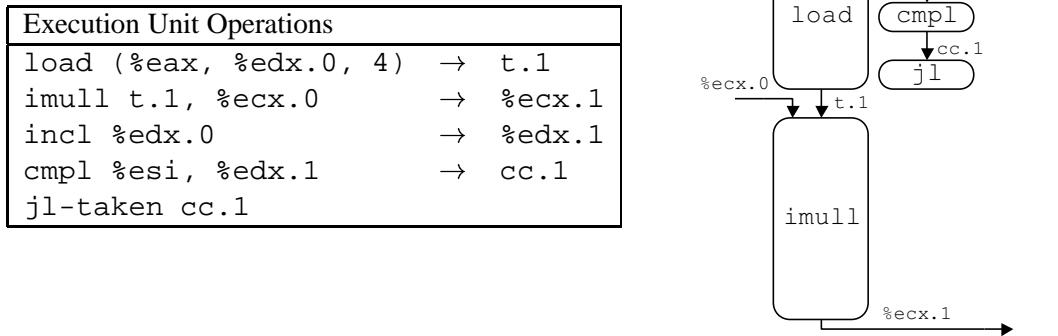 Execution Unit Operations
load (%eax, %edx.0, 4) → t.1
imull t.1, %ecx.0 → %ecx.1
incl %edx.0 → %edx.1
cmpl %esi, %edx.1 → cc.1
jl-taken cc.1
load
cmpl
cc.1
jl
%ecx.0
t.1
imull
%ecx.1